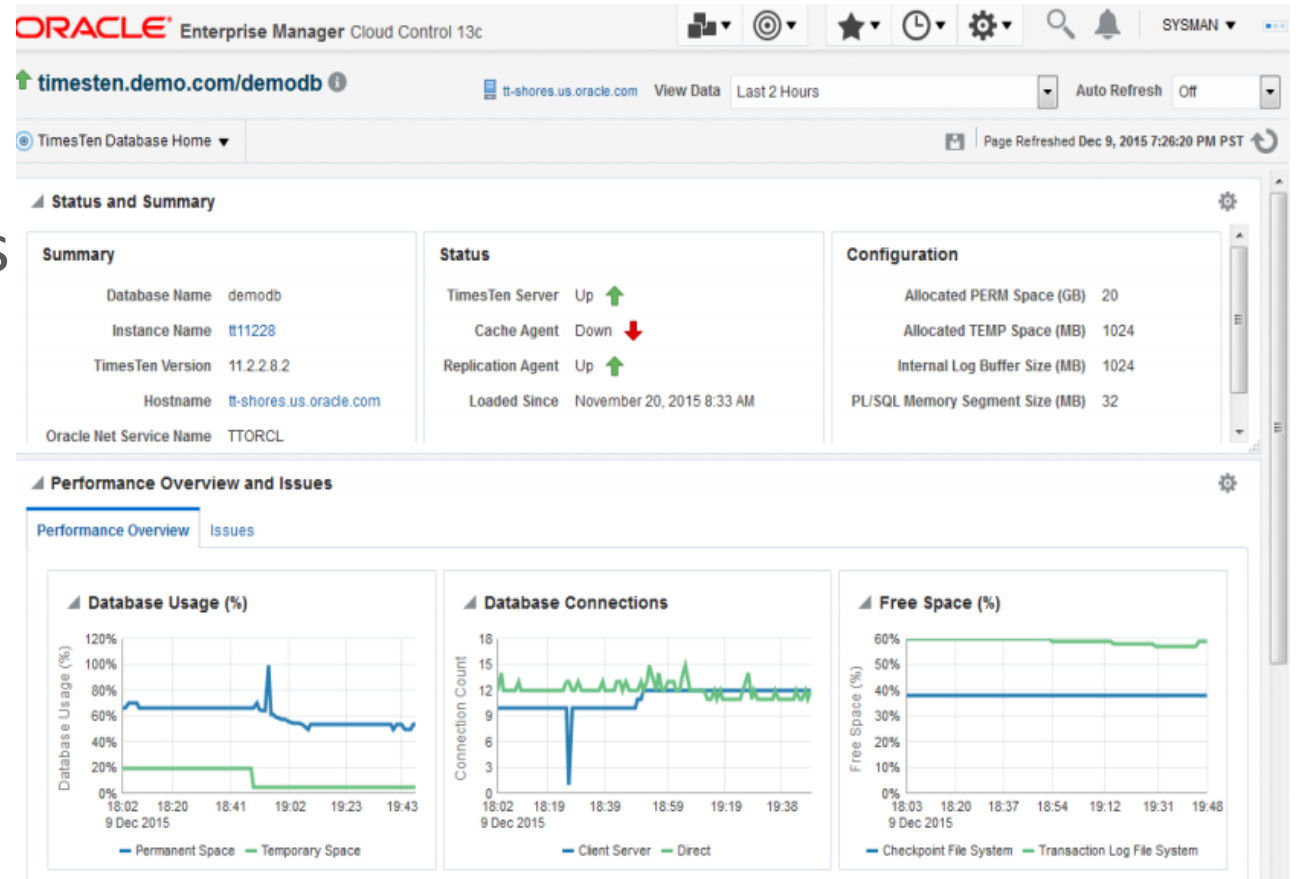 ORACLE Enterprise Manager Cloud Control 13c
SYSMAN
timesten.demo.com/demodb
tt-shores.us.oracle.com View Data Last 2 Hours Auto Refresh Off
TimesTen Database Home Page Refreshed Dec 9, 2015 7:26:20 PM PST
Status and Summary
s
Summary
Database Name demodb
Instance Name tt11228
TimesTen Version 11.2.2.8.2
Hostname tt-shores.us.oracle.com
Oracle Net Service Name TTORCL
Status
TimesTen Server Up
Cache Agent Down
Replication Agent Up
Loaded Since November 20, 2015 8:33 AM
Configuration
Allocated PERM Space (GB) 20
Allocated TEMP Space (MB) 1024
Internal Log Buffer Size (MB) 1024
PL/SQL Memory Segment Size (MB) 32
Performance Overview and Issues
Performance Overview Issues
Database Usage (%)
Database Usage (%)
120%
100%
80%
60%
40%
20%
0%
18:02 18:20 18:41 19:02 19:23 19:43
9 Dec 2015
Permanent Space Temporary Space
Database Connections
Connection Count
18
15
12
9
6
3
0
18:02 18:19 18:39 18:59 19:19 19:38
9 Dec 2015
Client Server Direct
Free Space (%)
Free Space (%)
60%
50%
40%
30%
20%
10%
0%
18:03 18:20 18:37 18:54 19:12 19:31 19:48
9 Dec 2015
Checkpoint File System Transaction Log File System